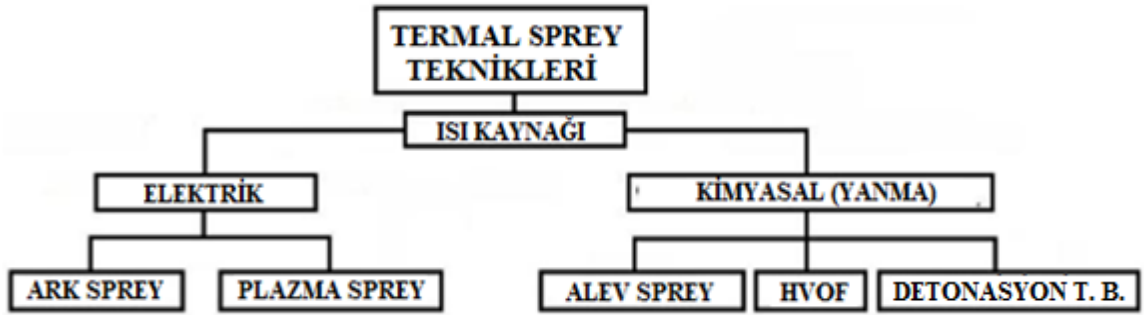 TERMAL SPREY
TEKNİKLERİ
ISI KAYNAĞI
ELEKTRİK
KİMYASAL (YANMA)
ARK SPREY
PLAZMA SPREY
ALEV SPREY
HVOF
DETONASYON T. B.